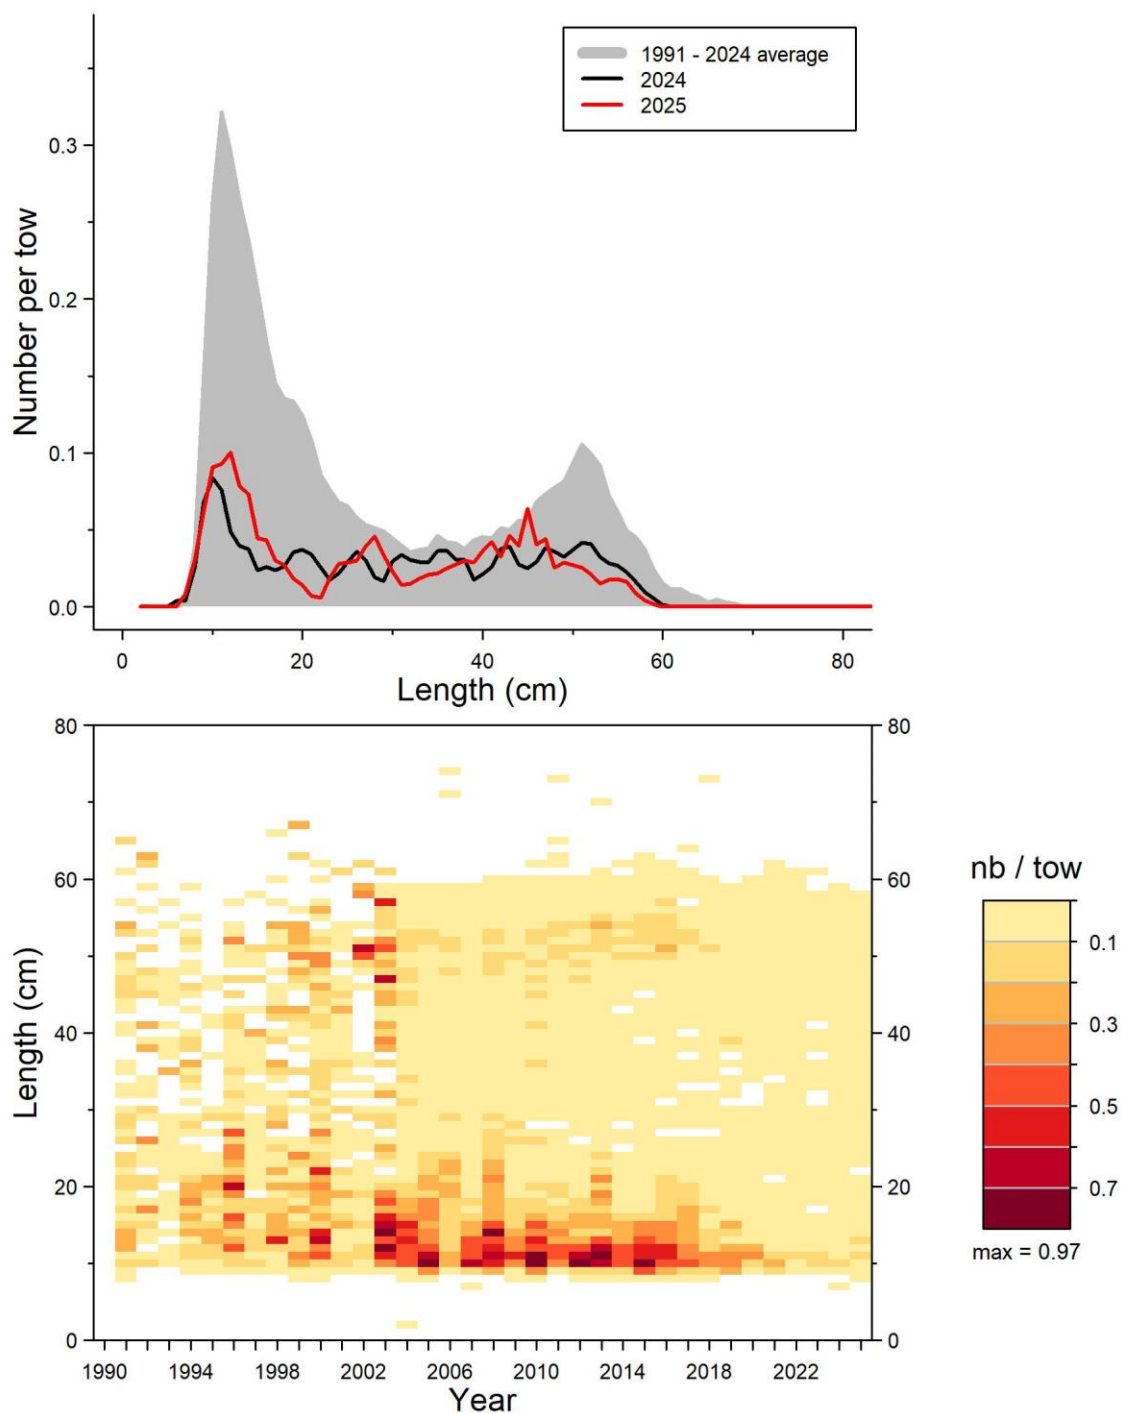 1991 - 2024 average
2024
2025
Number per tow
0.3
0.2
0.1
0.0
0 20 40 60 80
Length (cm)
80 80
60 60
40 40
20 20
0 0
Length (cm)
1990 1994 1998 2002 2006 2010 2014 2018 2022
Year
nb / tow
0.1
0.3
0.5
0.7
max = 0.97